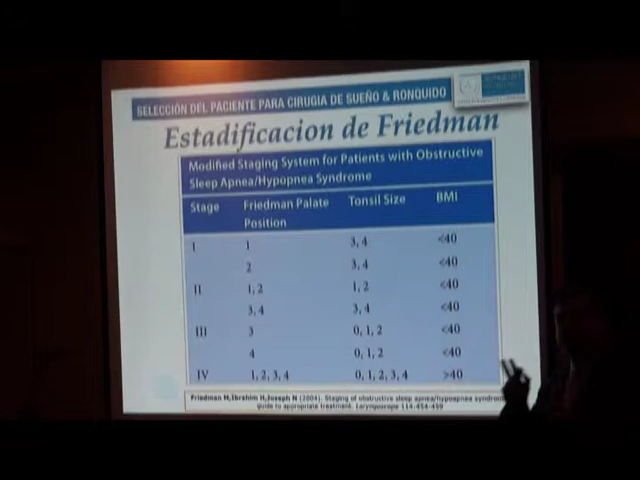 SELECCIÓN DEL PACIENTE PARA CIRUGIA DE SUEÑO & RONQUIDO
Estadificacion de Friedman
Modified Staging System for Patients with Obstructive
Sleep Apnea/Hypopnea Syndrome
Stage Friedman Palate Position Tonsil Size BMI
I 1 3, 4 <40
2 3, 4 <40
II 1, 2 1, 2 <40
3, 4 3, 4 <40
III 3 0, 1, 2 <40
4 0, 1, 2 <40
IV 1, 2, 3, 4 0, 1, 2, 3, 4 >40
Friedman M,Ibrahim H,Joseph N (2004). Staging of obstructive sleep apnea/hypopnea syndrom
guide to appropriate treatment. Laryngoscope 114-454-459